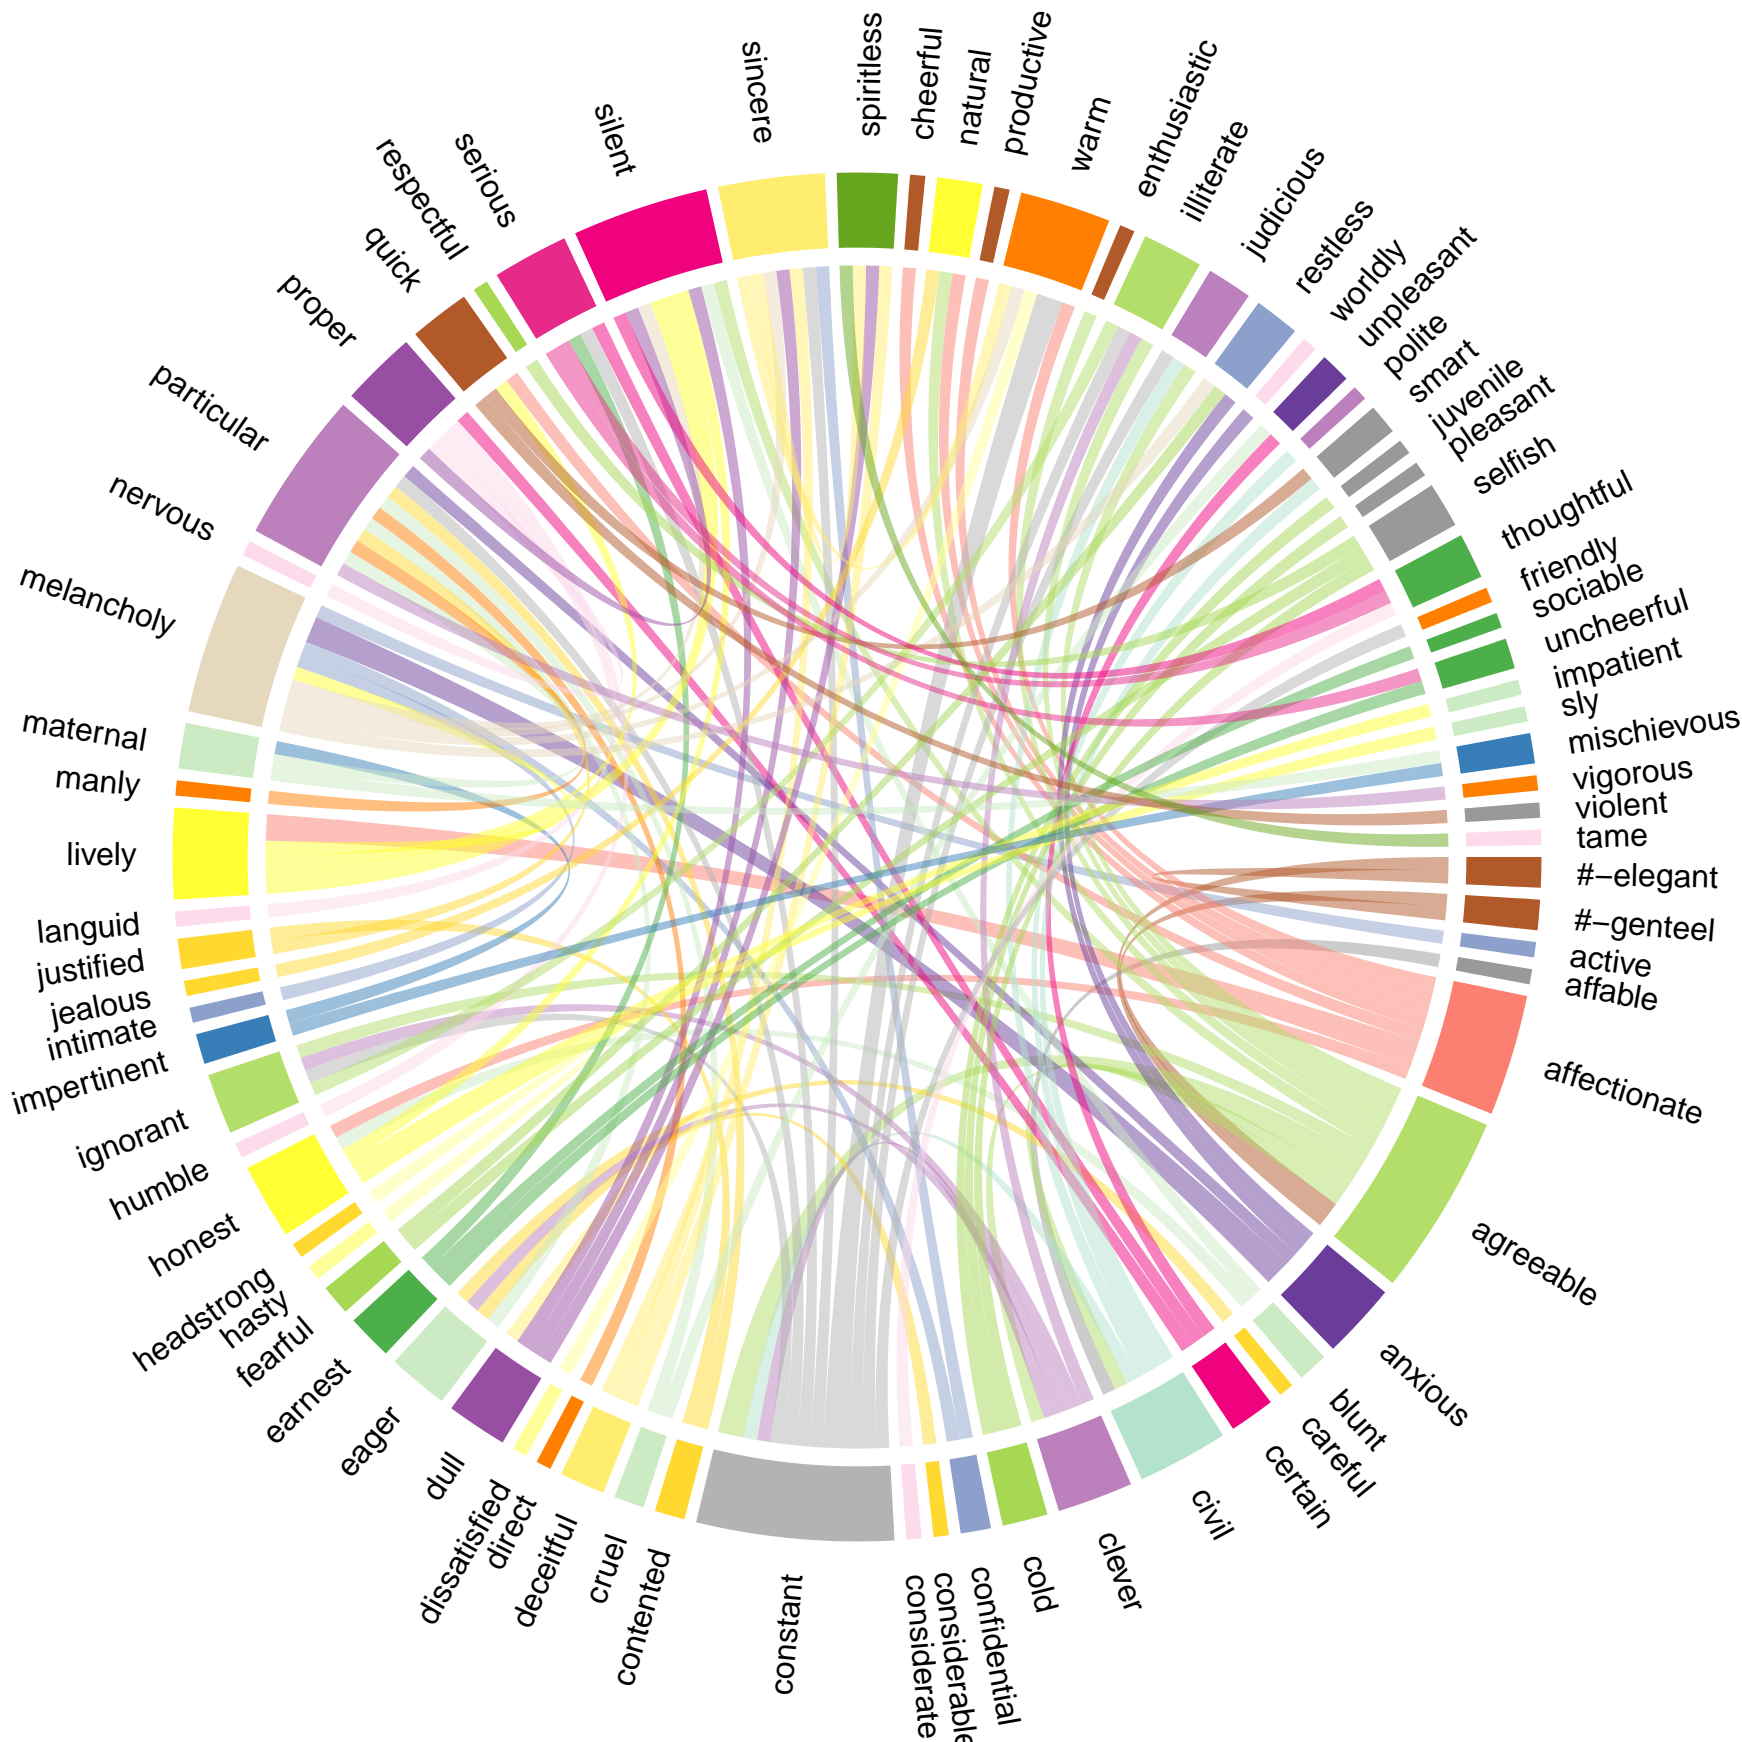 spiritless
cheerful
natural
productive
warm
enthusiastic
illiterate
judicious
restless
worldly
unpleasant
polite
smart
juvenile
pleasant
selfish
thoughtful
friendly
sociable
uncheerful
impatient
sly
mischievous
vigorous
violent
tame
#−elegant
#−genteel
active
affable
affectionate
agreeable
anxious
blunt
careful
certain
civil
clever
cold
confidential
considerable
considerate
constant
contented
cruel
deceitful
direct
dissatisfied
dull
eager
earnest
fearful
hasty
headstrong
honest
humble
ignorant
impertinent
intimate
jealous
justified
languid
lively
manly
maternal
melancholy
nervous
particular
proper
quick
respectful
serious
silent
sincere